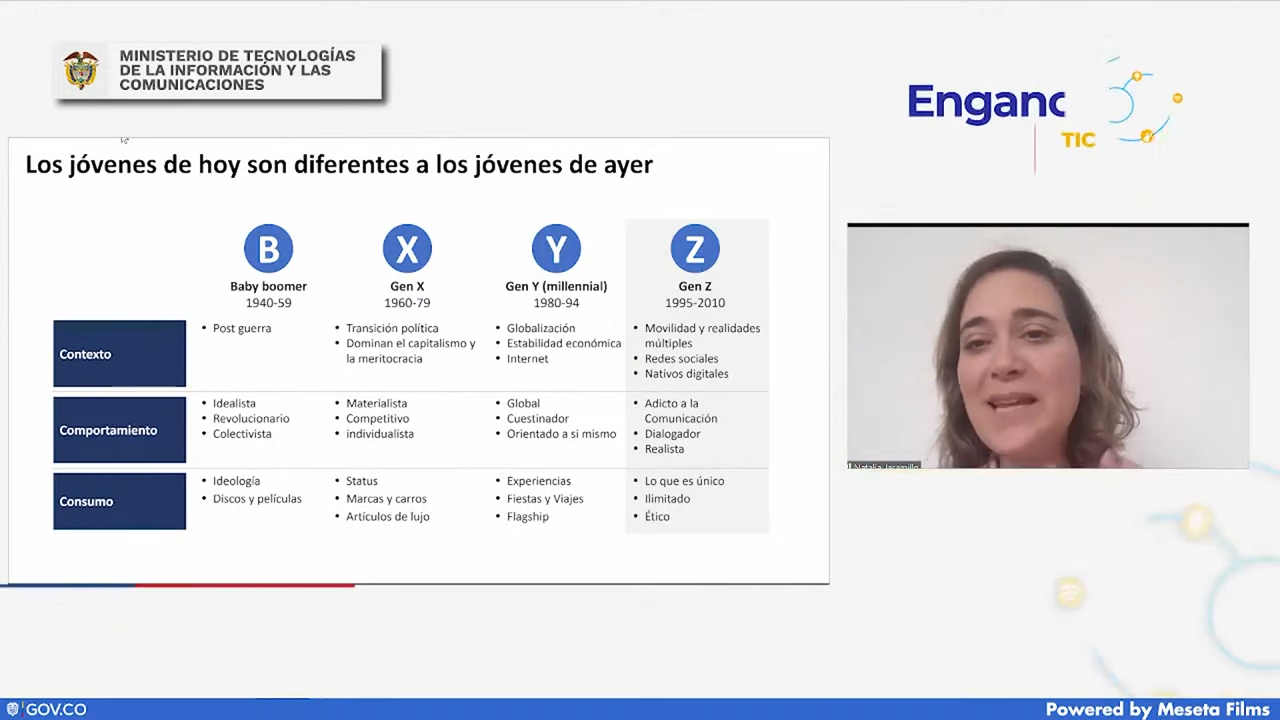 MINISTERIO DE TECNOLOGÍAS
DE LA INFORMACIÓN Y LAS
COMUNICACIONES
Enganc
TIC
Los jóvenes de hoy son diferentes a los jóvenes de ayer
B
X
Y
Z
Baby boomer
1940-59
Gen X
1960-79
Gen Y (millennial)
1980-94
Gen Z
1995-2010
Contexto
• Post guerra
• Transición política
• Dominan el capitalismo y
la meritocracia
• Globalización
• Estabilidad económica
• Internet
• Movilidad y realidades
múltiples
• Redes sociales
• Nativos digitales
Comportamiento
• Idealista
• Revolucionario
• Colectivista
• Materialista
• Competitivo
• individualista
• Global
• Cuestinador
• Orientado a si mismo
• Adicto a la
Comunicación
• Dialogador
• Realista
Consumo
• Ideología
• Discos y películas
• Status
• Marcas y carros
• Artículos de lujo
• Experiencias
• Fiestas y Viajes
• Flagship
• Lo que es único
• Ilimitado
• Ético
Natalia Jaramillo
GOV.CO
Powered by Meseta Films